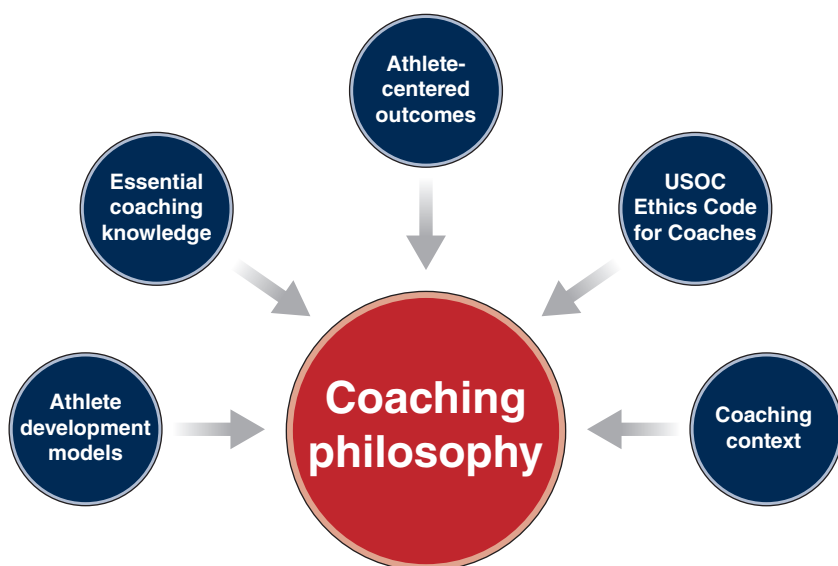 Athlete-
centered
outcomes
Essential
coaching
knowledge
USOC
Ethics Code
for Coaches
Athlete
development
models
Coaching
philosophy
Coaching
context